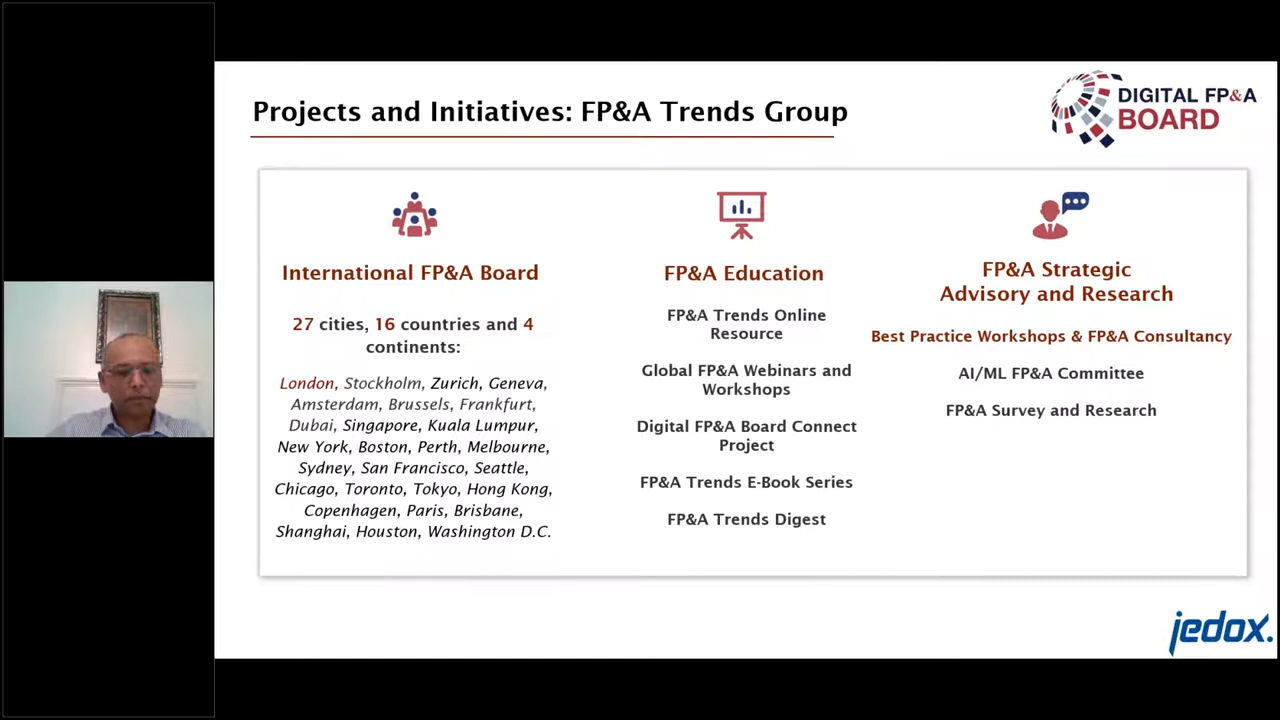 Projects and Initiatives: FP&A Trends Group
DIGITAL FP&A
BOARD
International FP&A Board
27 cities, 16 countries and 4
continents:
London, Stockholm, Zurich, Geneva,
Amsterdam, Brussels, Frankfurt,
Dubai, Singapore, Kuala Lumpur,
New York, Boston, Perth, Melbourne,
Sydney, San Francisco, Seattle,
Chicago, Toronto, Tokyo, Hong Kong,
Copenhagen, Paris, Brisbane,
Shanghai, Houston, Washington D.C.
FP&A Education
FP&A Trends Online
Resource
Global FP&A Webinars and
Workshops
Digital FP&A Board Connect
Project
FP&A Trends E-Book Series
FP&A Trends Digest
FP&A Strategic
Advisory and Research
Best Practice Workshops & FP&A Consultancy
AI/ML FP&A Committee
FP&A Survey and Research
jedox.